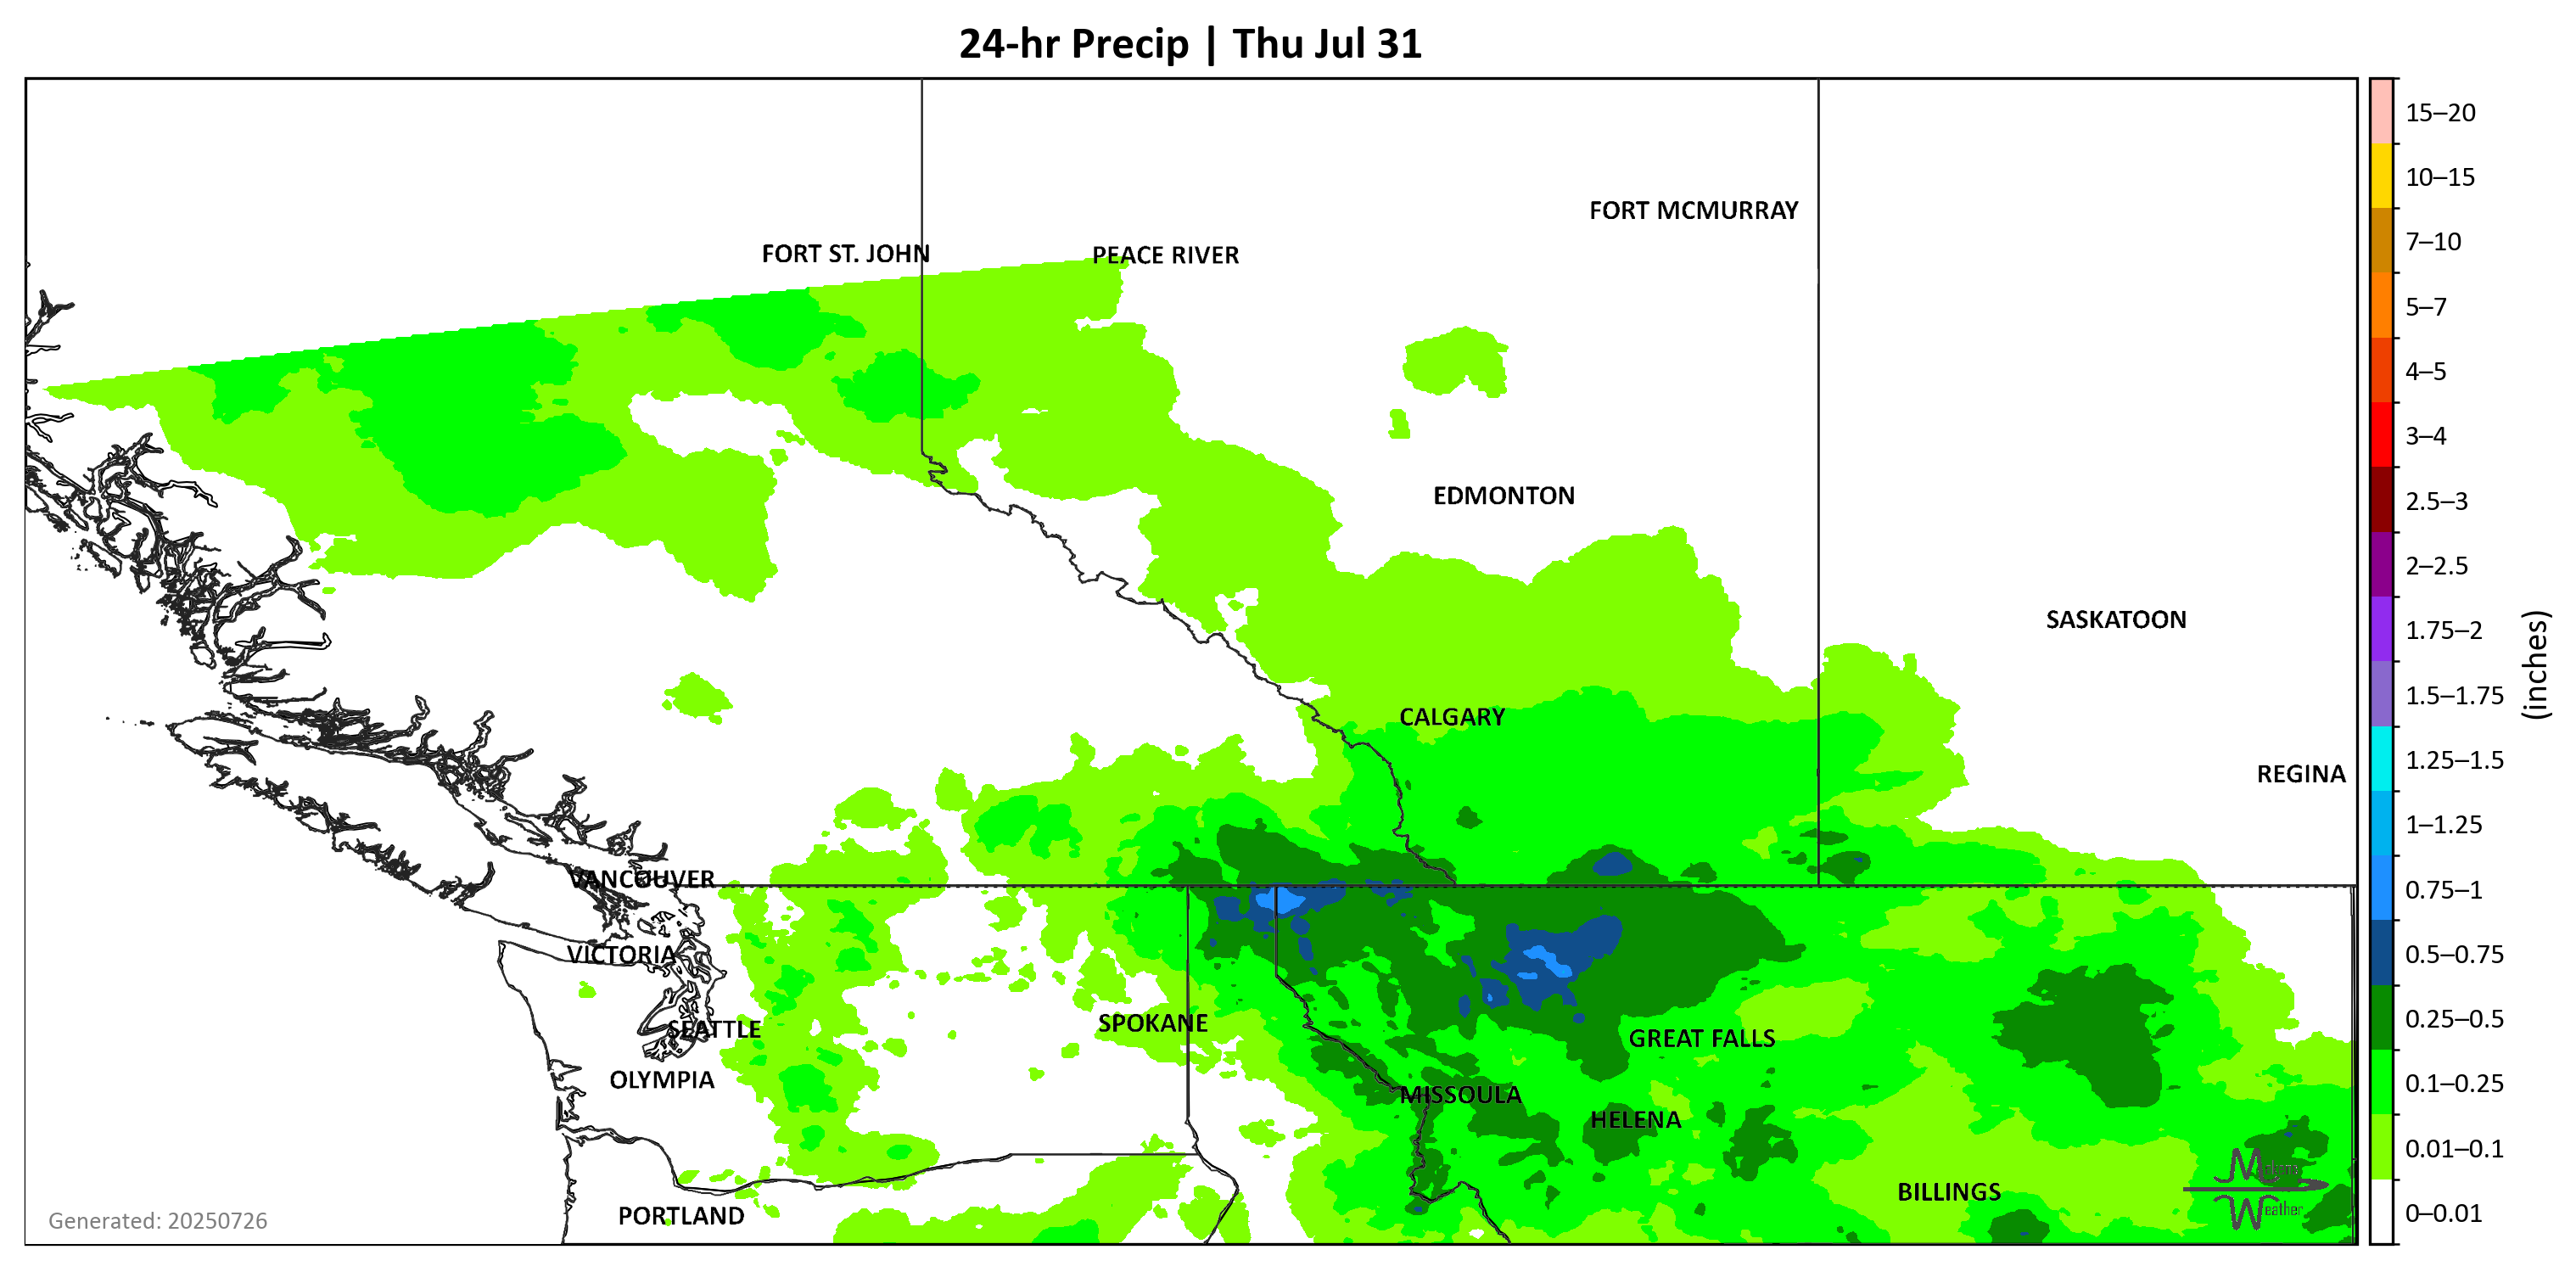 24-hr Precip | Thu Jul 31
15–20
10–15
FORT MCMURRAY
7–10
FORT ST. JOHN
PEACE RIVER
5–7
4–5
3–4
EDMONTON
2.5–3
2–2.5
SASKATOON
1.75–2
(inches)
1.5–1.75
CALGARY
1.25–1.5
REGINA
1–1.25
VANCOUVER
0.75–1
VICTORIA
0.5–0.75
SPOKANE
0.25–0.5
SEATTLE
GREAT FALLS
OLYMPIA
0.1–0.25
MISSOULA
HELENA
0.01–0.1
BILLINGS
Weather
PORTLAND
0–0.01
Generated: 20250726